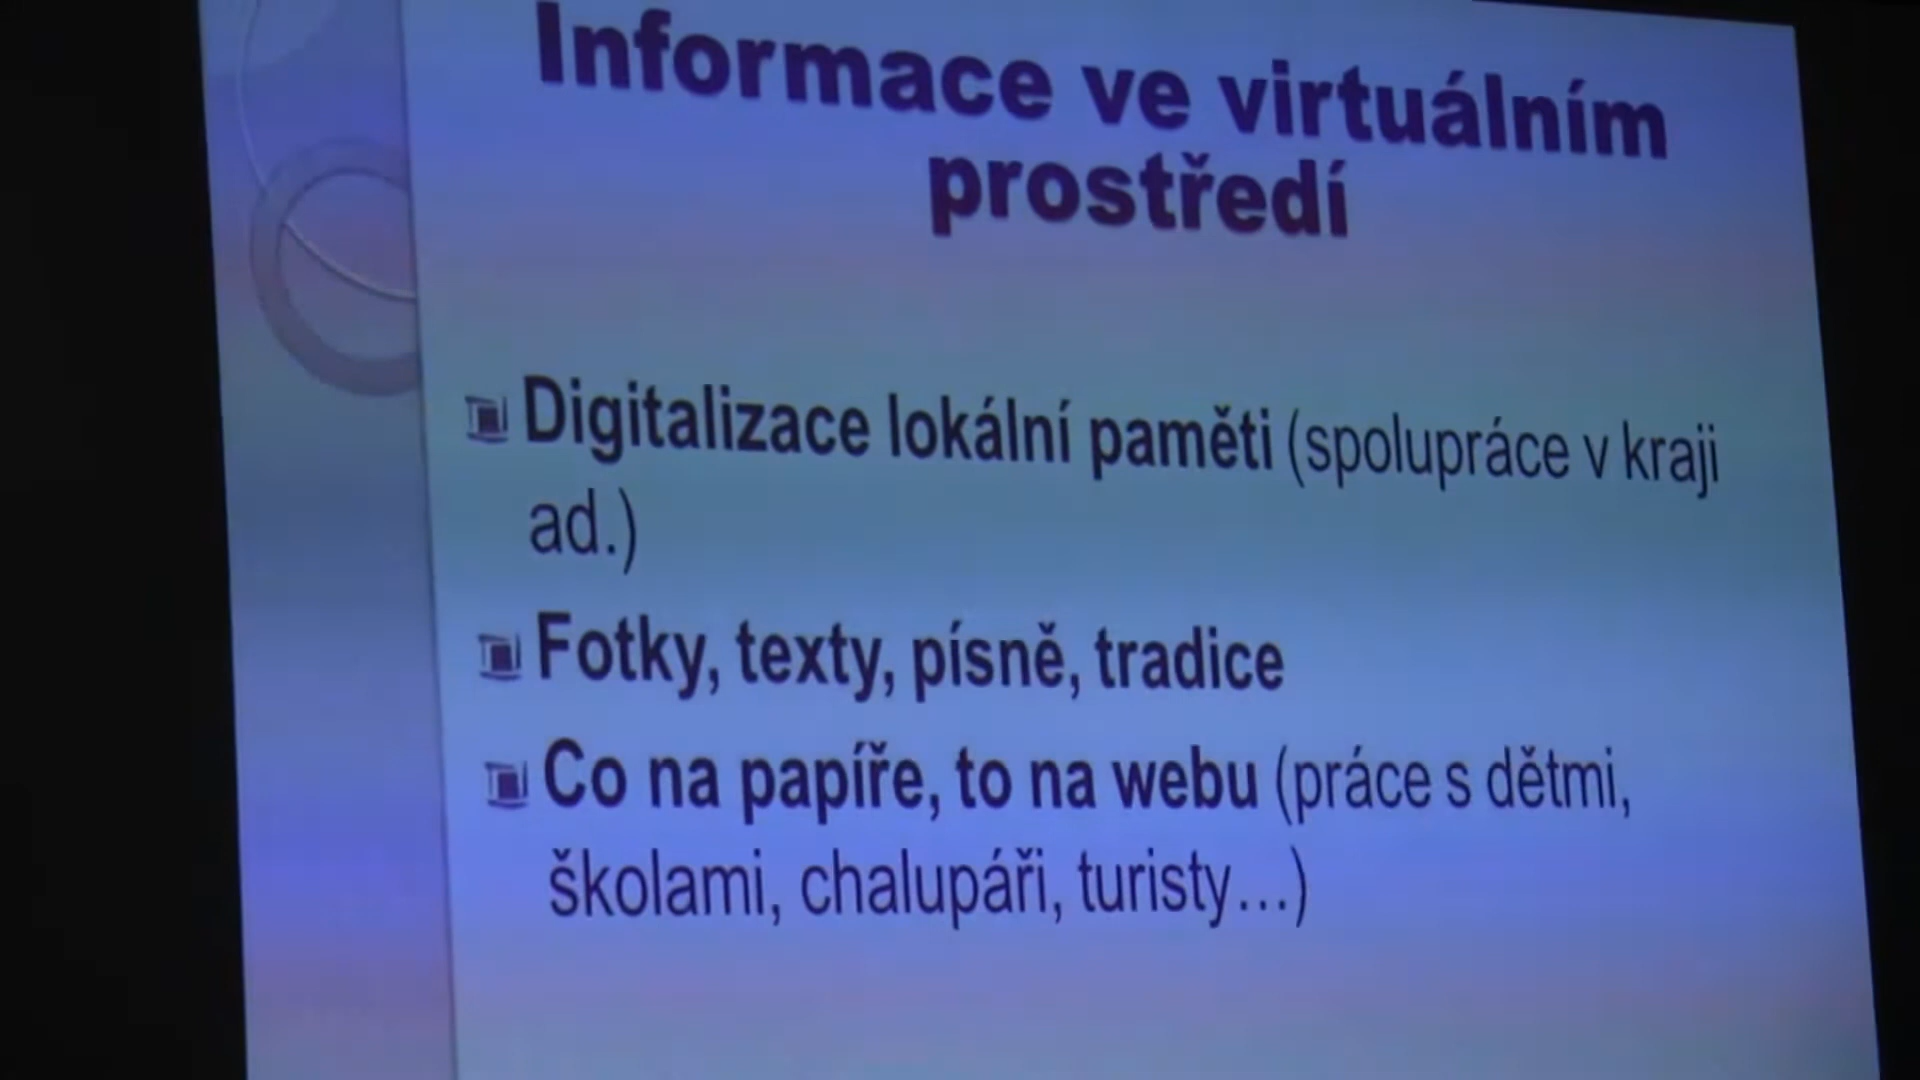 Informace ve virtuálním
prostředí
Digitalizace lokální paměti (spolupráce v kraji
ad.)
Fotky, texty, písně, tradice
Co na papíře, to na webu (práce s dětmi,
školami, chalupáři, turisty...)